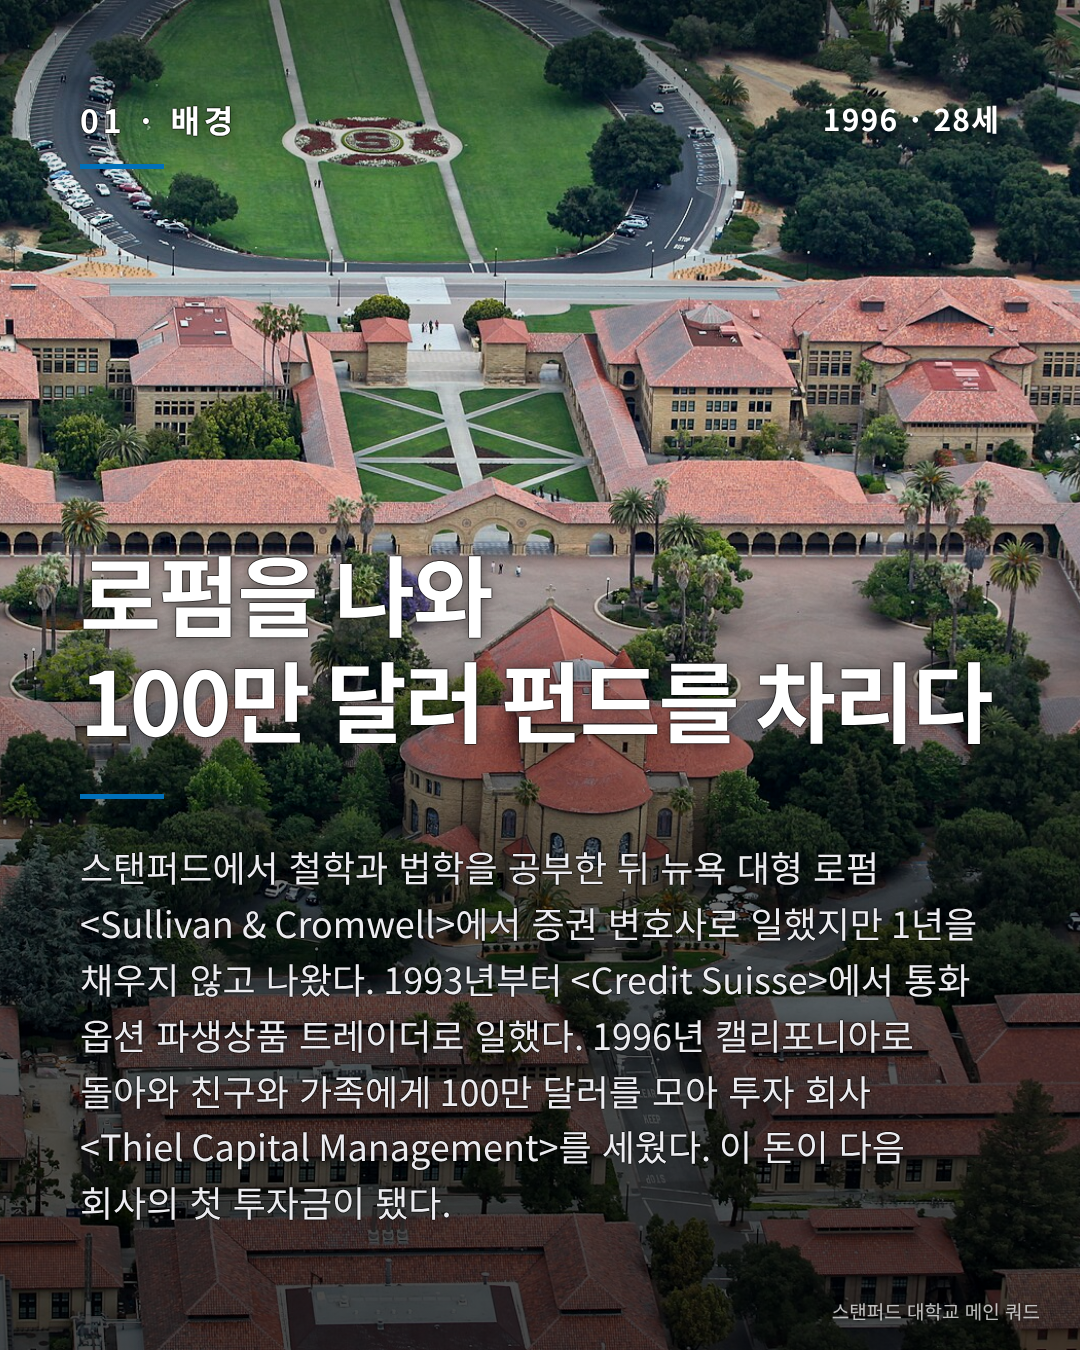 01 · 배경
1996 · 28세
로펌을 나와
100만 달러 펀드를 차리다
스탠퍼드에서 철학과 법학을 공부한 뒤 뉴욕 대형 로펌
<Sullivan & Cromwell>에서 증권 변호사로 일했지만 1년을
채우지 않고 나왔다. 1993년부터 <Credit Suisse>에서 통화
옵션 파생상품 트레이더로 일했다. 1996년 캘리포니아로
돌아와 친구와 가족에게 100만 달러를 모아 투자 회사
<Thiel Capital Management>를 세웠다. 이 돈이 다음
회사의 첫 투자금이 됐다.
스탠퍼드 대학교 메인 쿼드